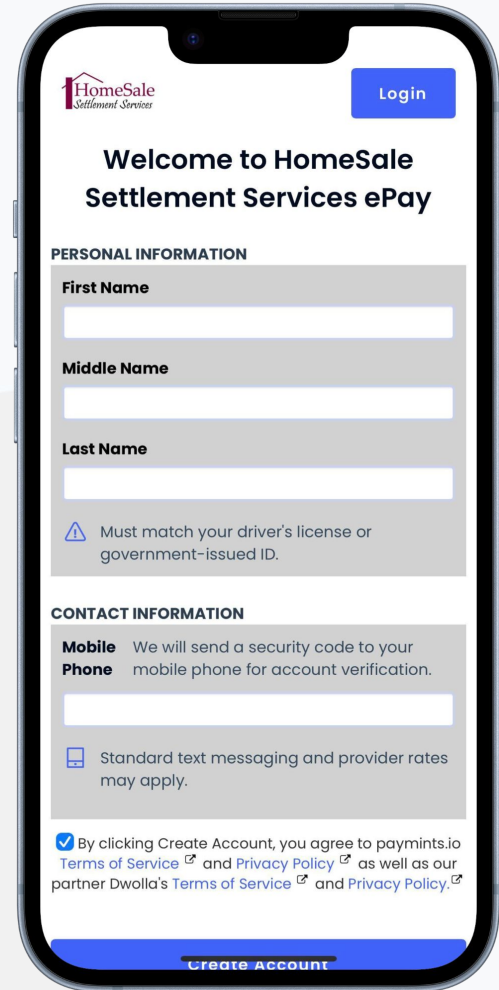 HomeSale
Settlement Services
Login
Welcome to HomeSale
Settlement Services ePay
PERSONAL INFORMATION
First Name
Middle Name
Last Name
Must match your driver's license or
government-issued ID.
CONTACT INFORMATION
Mobile We will send a security code to your
Phone mobile phone for account verification.
Standard text messaging and provider rates
may apply.
By clicking Create Account, you agree to paymints.io
Terms of Service and Privacy Policy as well as our
partner Dwolla's Terms of Service and Privacy Policy.
Create Account